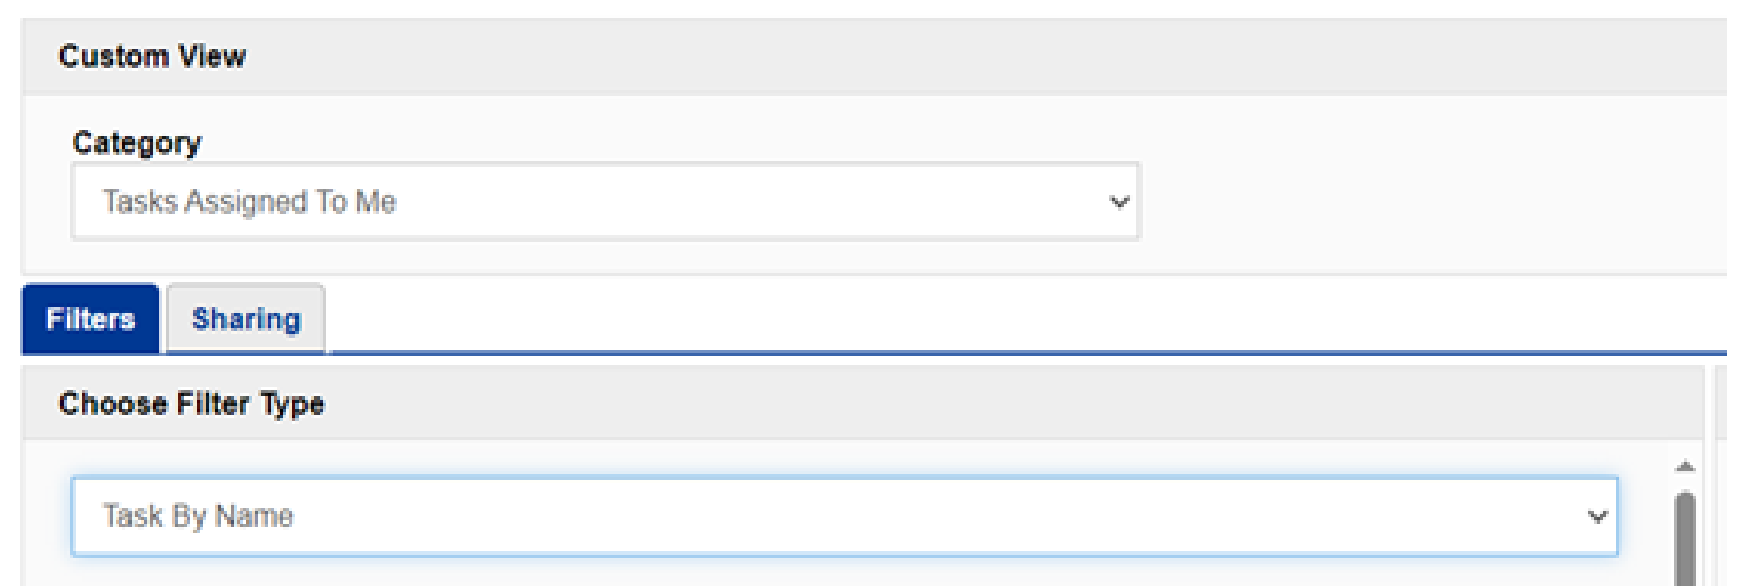 Custom View
Category
Tasks Assigned To Me
Filters Sharing
Choose Filter Type
Task By Name